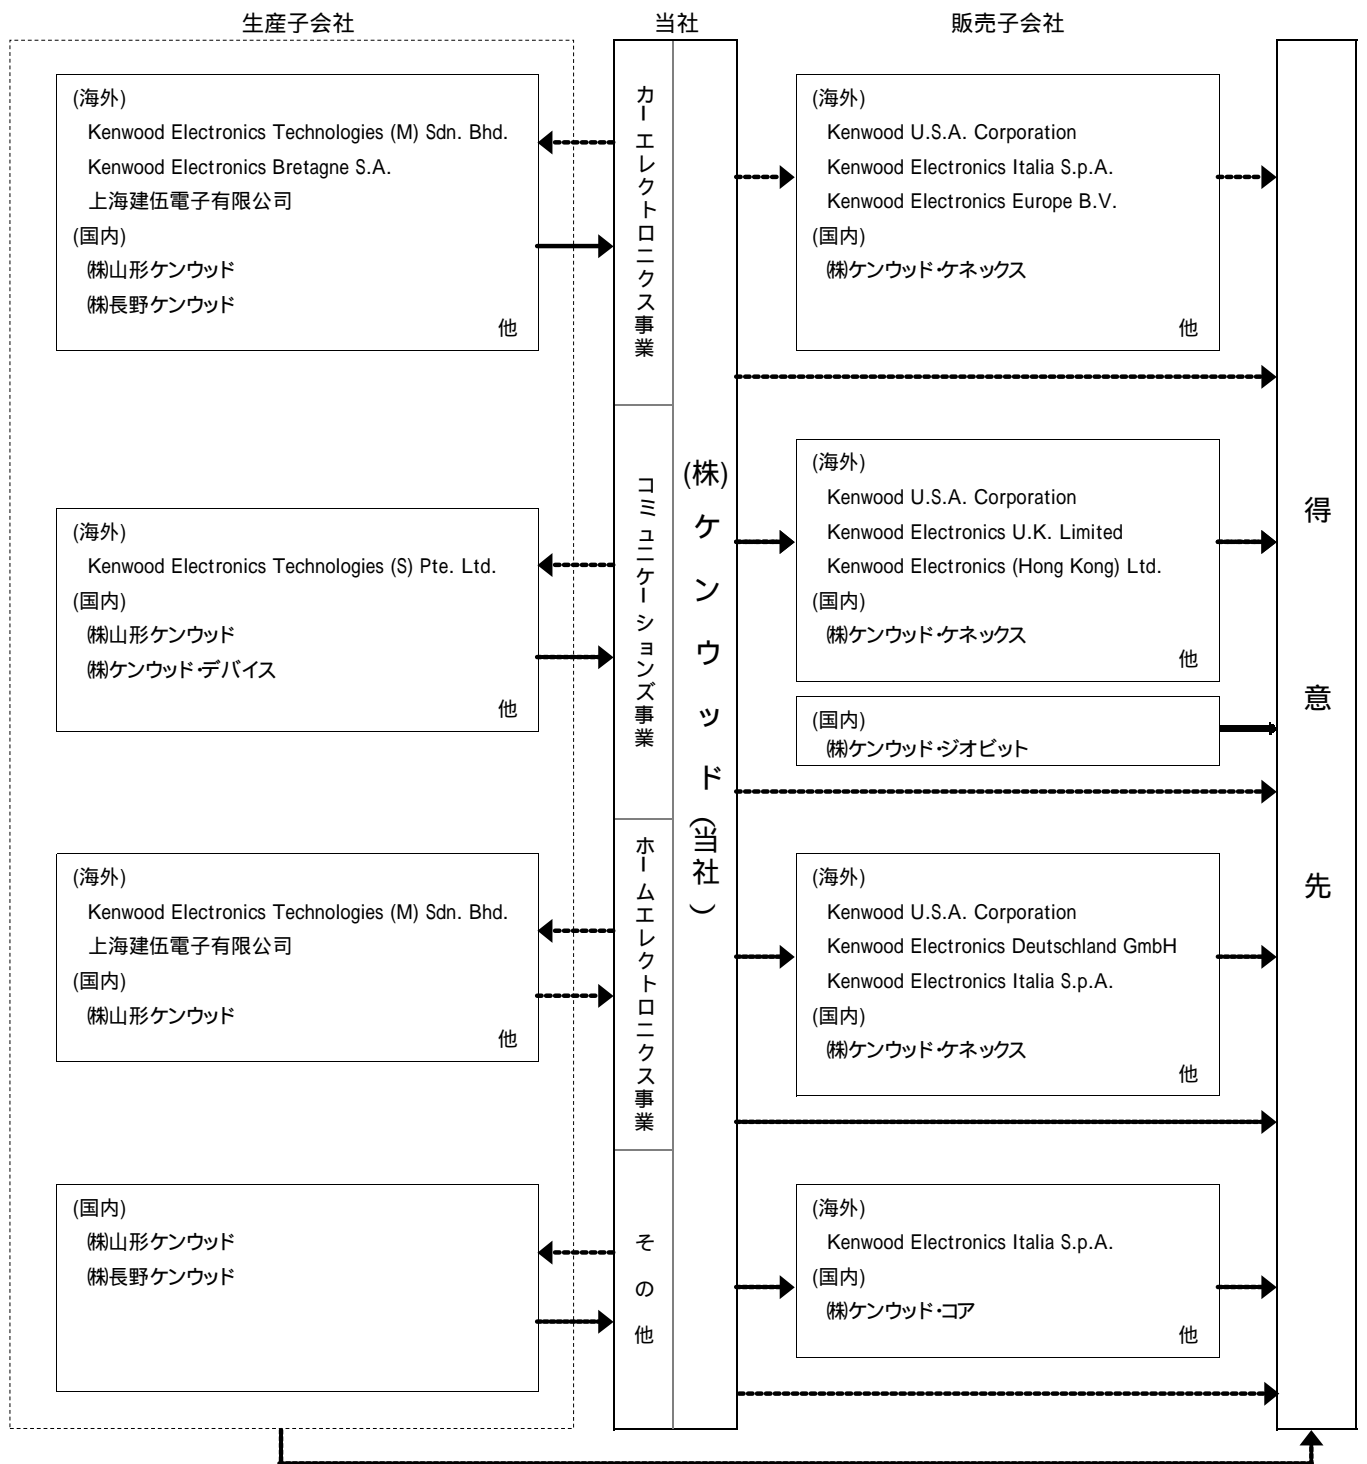 生産子会社
当社
販売子会社
(海外)
Kenwood Electronics Technologies (M) Sdn. Bhd.
Kenwood Electronics Bretagne S.A.
上海建伍電子有限公司
(国内)
㈱山形ケンウッド
㈱長野ケンウッド
他
カーエレクトロニクス事業
(海外)
Kenwood U.S.A. Corporation
Kenwood Electronics Italia S.p.A.
Kenwood Electronics Europe B.V.
(国内)
㈱ケンウッド・ケネックス
他
(海外)
Kenwood Electronics Technologies (S) Pte. Ltd.
(国内)
㈱山形ケンウッド
㈱ケンウッド・デバイス
他
コミュニケーションズ事業
(株)ケンウッド(当社)
(海外)
Kenwood U.S.A. Corporation
Kenwood Electronics U.K. Limited
Kenwood Electronics (Hong Kong) Ltd.
(国内)
㈱ケンウッド・ケネックス
他
(国内)
㈱ケンウッド・ジオビット
得意先
(海外)
Kenwood Electronics Technologies (M) Sdn. Bhd.
上海建伍電子有限公司
(国内)
㈱山形ケンウッド
他
ホームエレクトロニクス事業
(海外)
Kenwood U.S.A. Corporation
Kenwood Electronics Deutschland GmbH
Kenwood Electronics Italia S.p.A.
(国内)
㈱ケンウッド・ケネックス
他
(国内)
㈱山形ケンウッド
㈱長野ケンウッド
その他
(海外)
Kenwood Electronics Italia S.p.A.
(国内)
㈱ケンウッド・コア
他